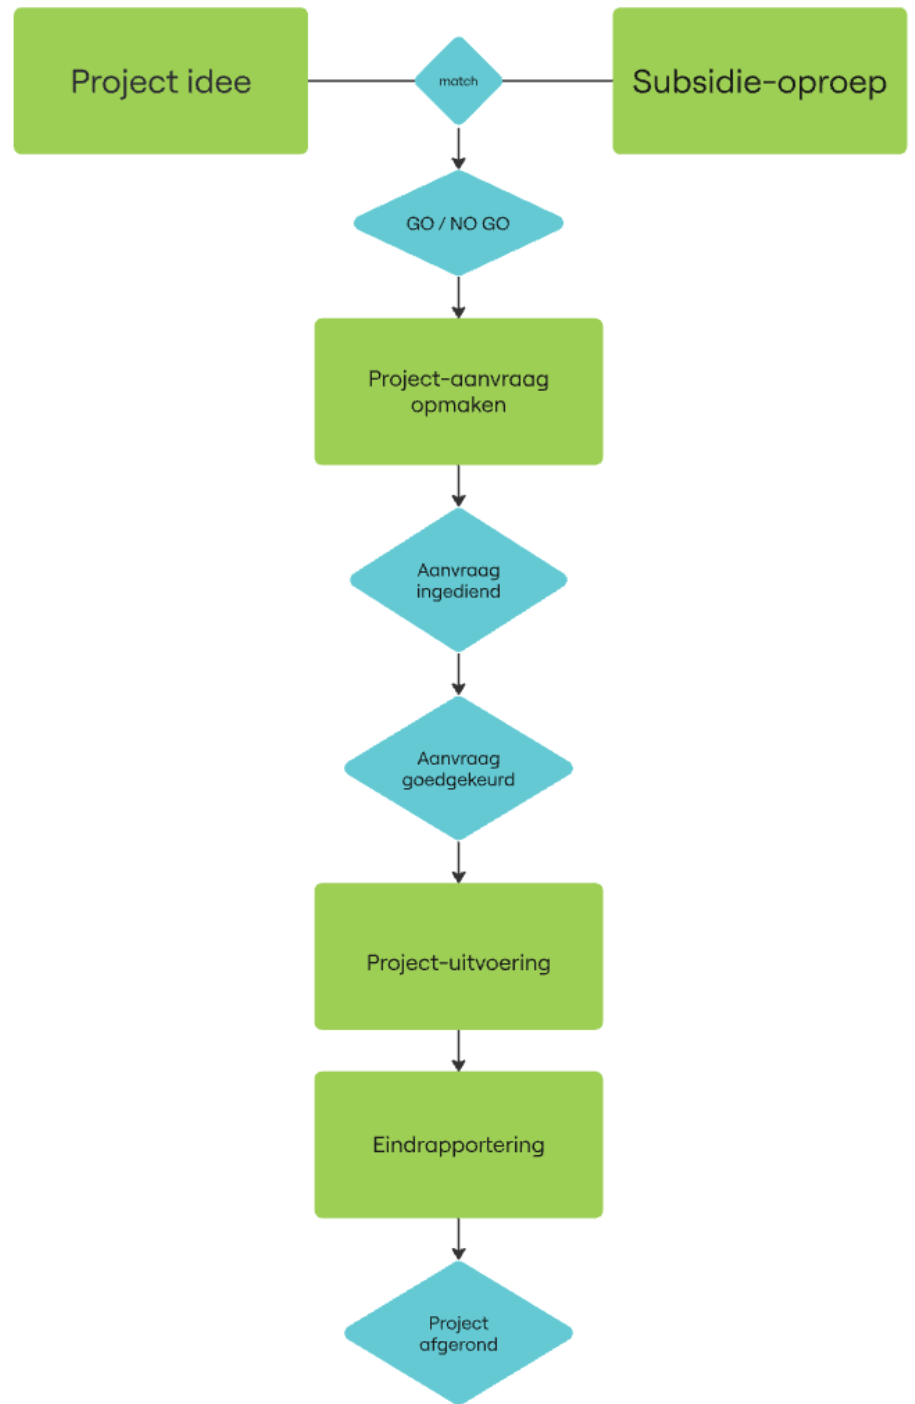 Project idee
match
Subsidie-oproep
GO / NO GO
Project-aanvraag
opmaken
Aanvraag
ingediend
Aanvraag
goedgekeurd
Project-uitvoering
Eindrapportering
Project
afgerond